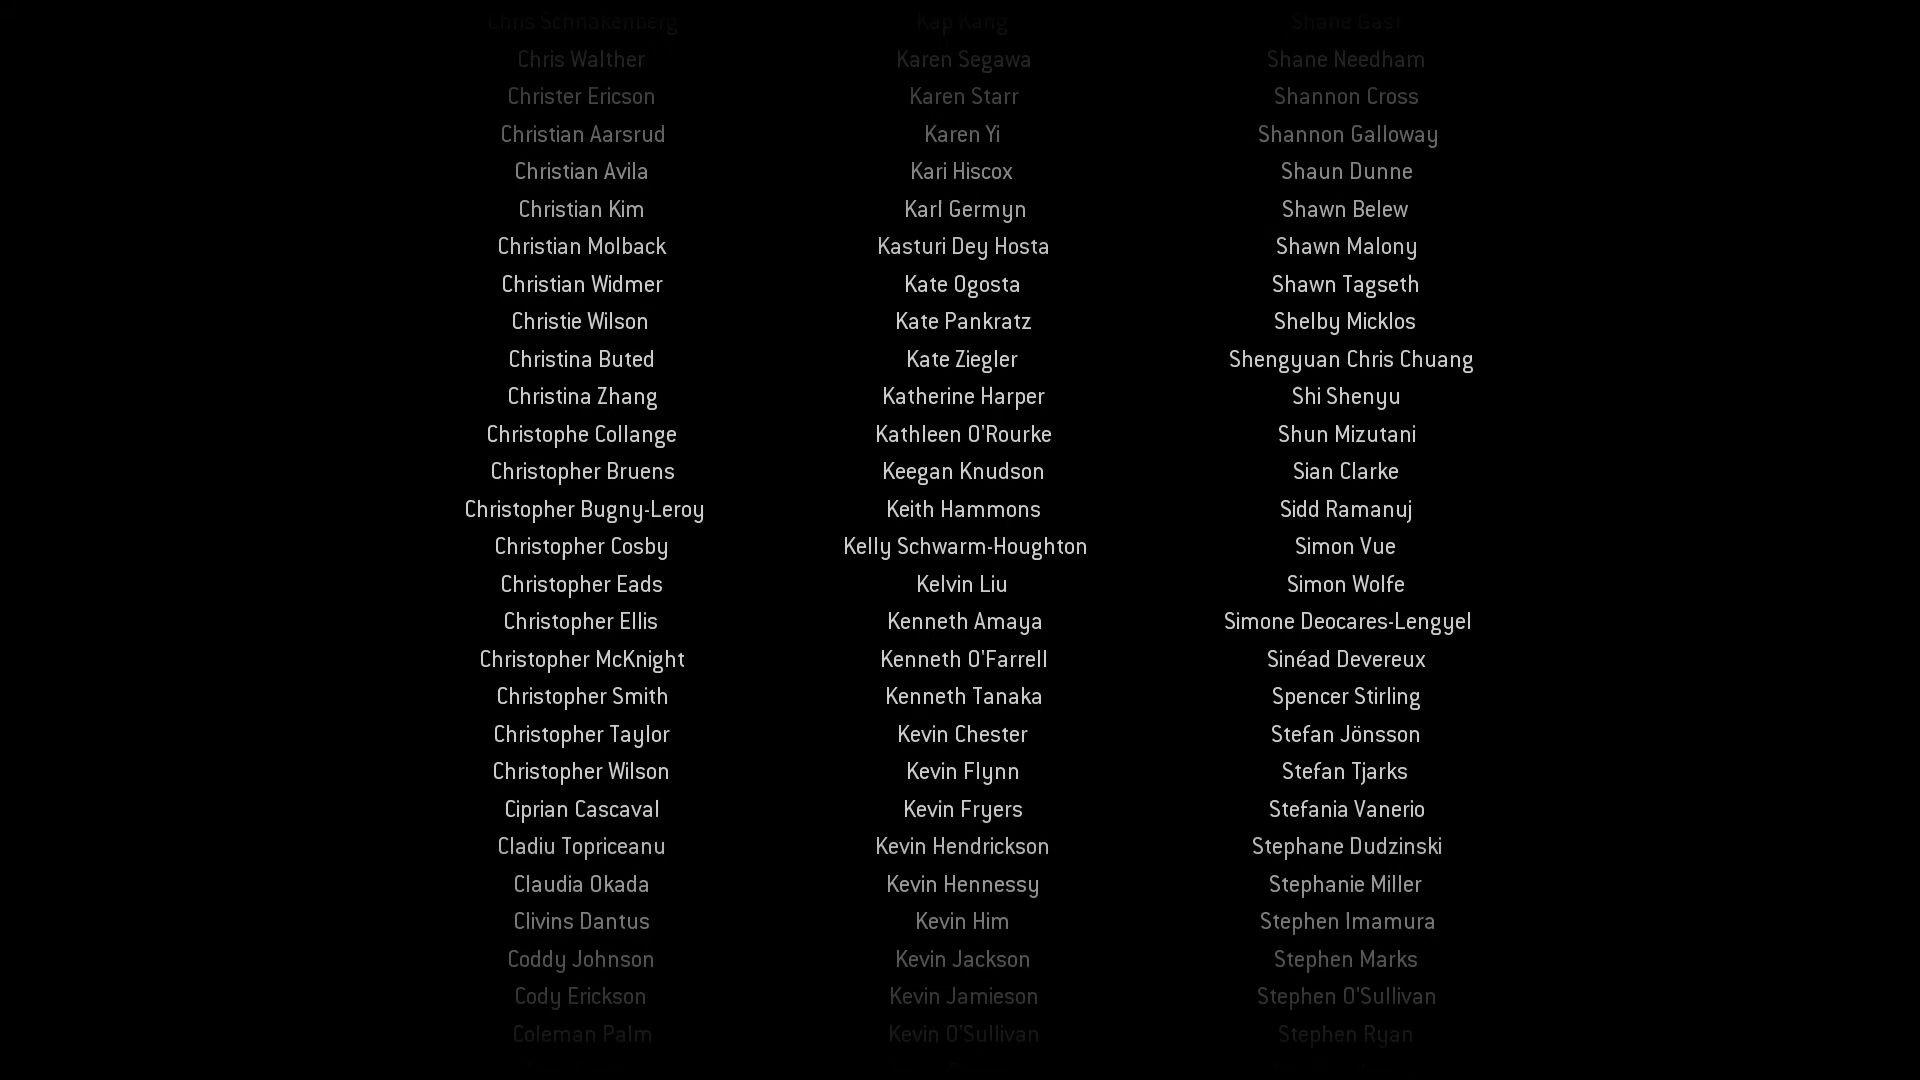 Chris Schnakenberg
Chris Walther
Christer Ericson
Christian Aarsrud
Christian Avila
Christian Kim
Christian Molback
Christian Widmer
Christie Wilson
Christina Buted
Christina Zhang
Christophe Collange
Christopher Bruens
Christopher Bugny-Leroy
Christopher Cosby
Christopher Eads
Christopher Ellis
Christopher McKnight
Christopher Smith
Christopher Taylor
Christopher Wilson
Ciprian Cascaval
Cladiu Topriceanu
Claudia Okada
Clivins Dantus
Coddy Johnson
Cody Erickson
Coleman Palm
Kap Kang
Karen Segawa
Karen Starr
Karen Yi
Kari Hiscox
Karl Germyn
Kasturi Dey Hosta
Kate Ogosta
Kate Pankratz
Kate Ziegler
Katherine Harper
Kathleen O'Rourke
Keegan Knudson
Keith Hammons
Kelly Schwarm-Houghton
Kelvin Liu
Kenneth Amaya
Kenneth O'Farrell
Kenneth Tanaka
Kevin Chester
Kevin Flynn
Kevin Fryers
Kevin Hendrickson
Kevin Hennessy
Kevin Him
Kevin Jackson
Kevin Jamieson
Kevin O'Sullivan
Shane Gast
Shane Needham
Shannon Cross
Shannon Galloway
Shaun Dunne
Shawn Belew
Shawn Malony
Shawn Tagseth
Shelby Micklos
Shengyuan Chris Chuang
Shi Shenyu
Shun Mizutani
Sian Clarke
Sidd Ramanuj
Simon Vue
Simon Wolfe
Simone Deocares-Lengyel
Sinéad Devereux
Spencer Stirling
Stefan Jönsson
Stefan Tjarks
Stefania Vanerio
Stephane Dudzinski
Stephanie Miller
Stephen Imamura
Stephen Marks
Stephen O'Sullivan
Stephen Ryan